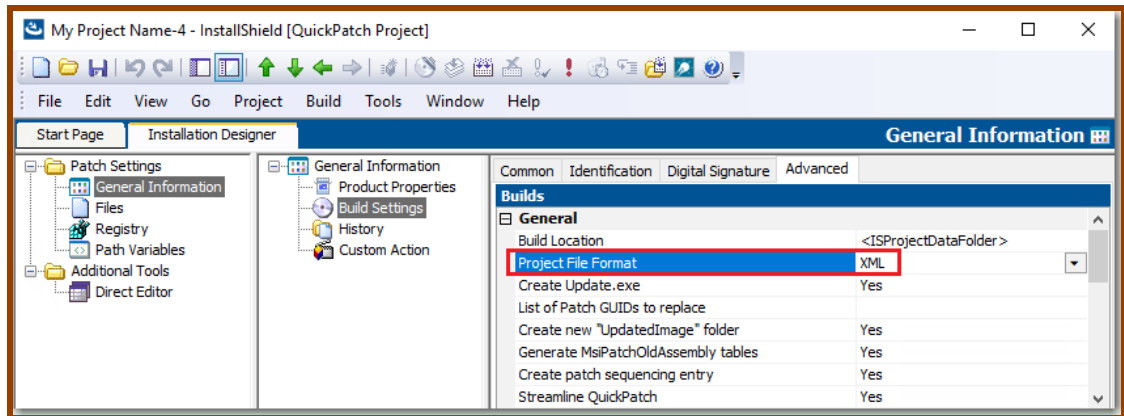 My Project Name-4 - InstallShield [QuickPatch Project]
File Edit View Go Project Build Tools Window Help
Start Page Installation Designer General Information
Patch Settings
General Information
Files
Registry
Path Variables
Additional Tools
Direct Editor
General Information
Product Properties
Build Settings
History
Custom Action
Common Identification Digital Signature Advanced
Builds
General
Build Location <ISProjectDataFolder>
Project File Format XML
Create Update.exe Yes
List of Patch GUIDs to replace
Create new "UpdatedImage" folder Yes
Generate MsiPatchOldAssembly tables Yes
Create patch sequencing entry Yes
Streamline QuickPatch Yes